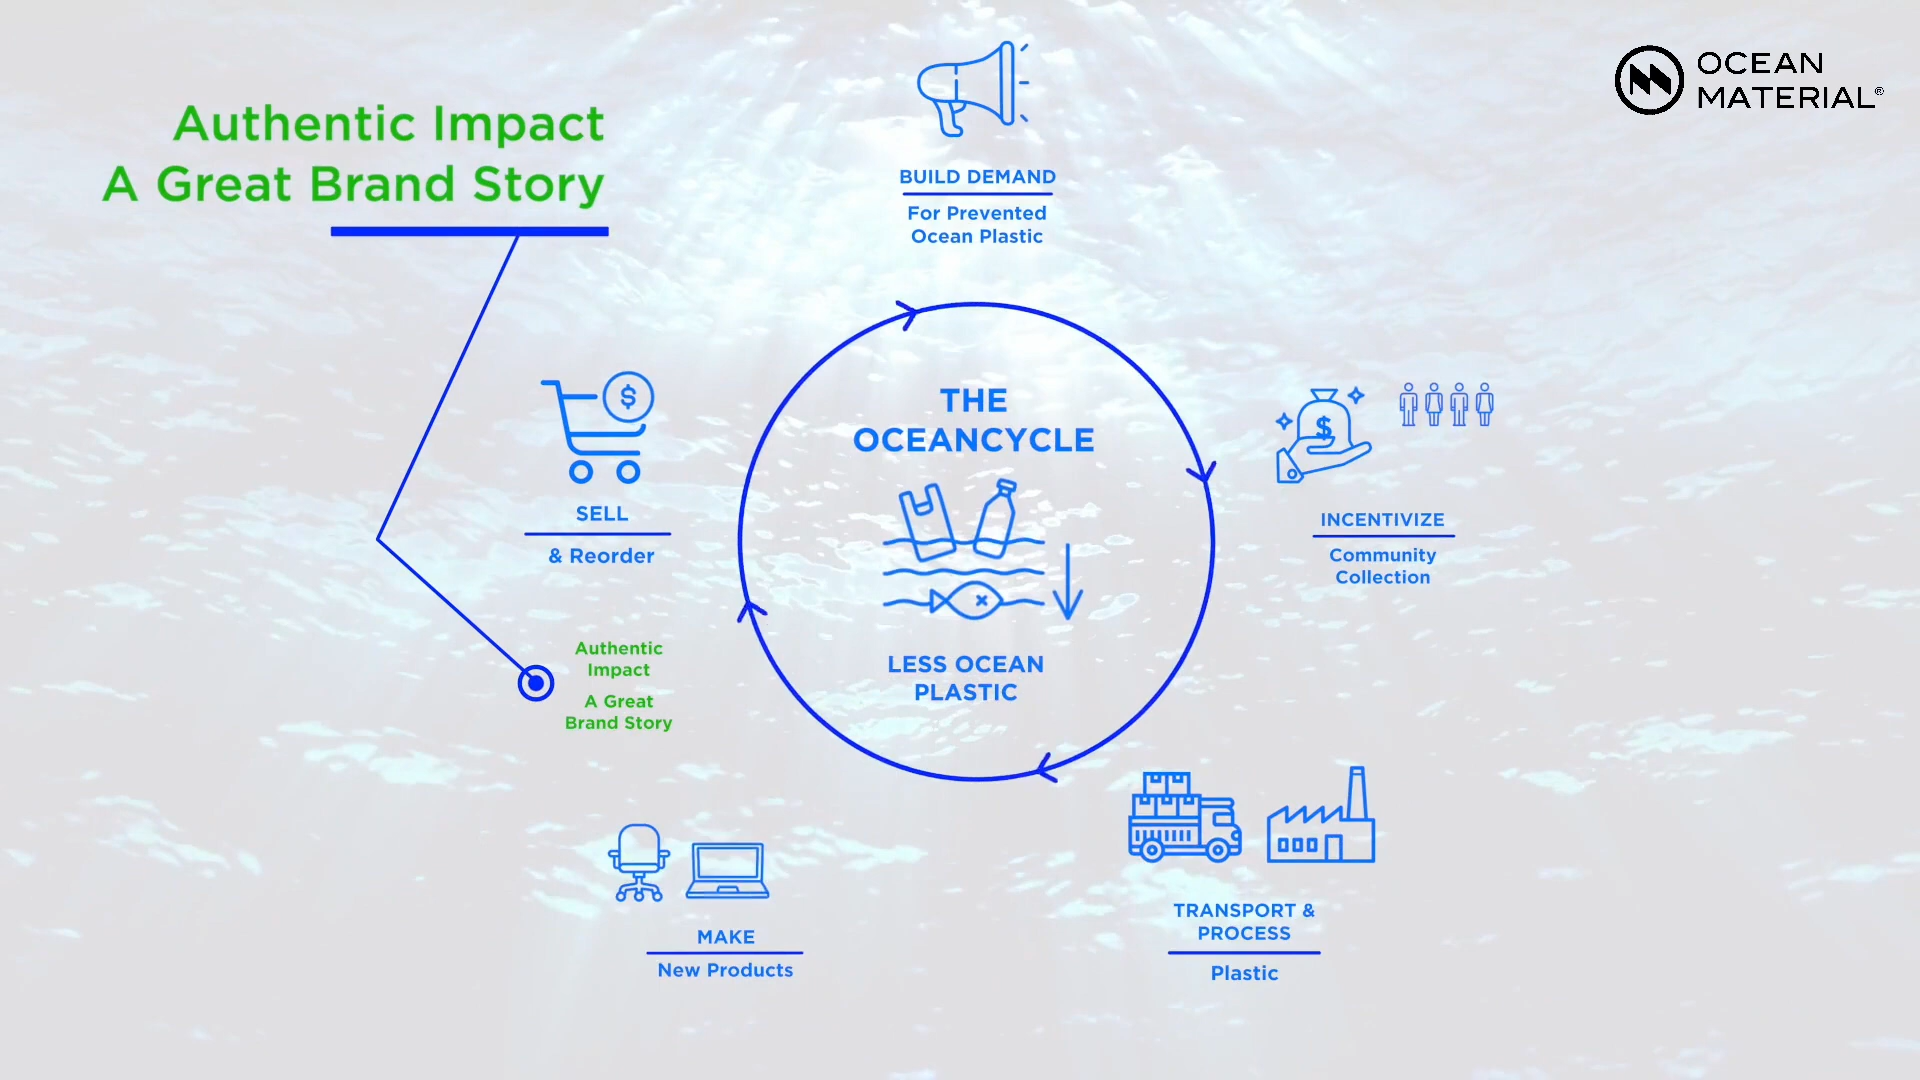 Authentic Impact
A Great Brand Story
OCEAN
MATERIAL®
BUILD DEMAND
For Prevented
Ocean Plastic
THE
OCEANCYCLE
LESS OCEAN
PLASTIC
$
INCENTIVIZE
Community
Collection
TRANSPORT &
PROCESS
Plastic
MAKE
New Products
Authentic
Impact
A Great
Brand Story
$
SELL
& Reorder